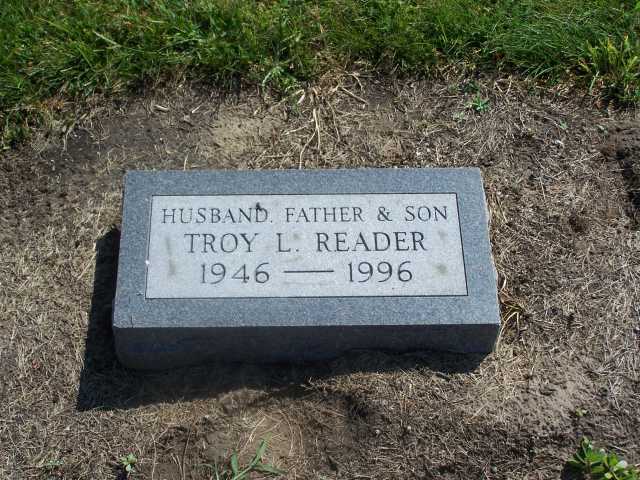 HUSBAND, FATHER & SON
TROY L. READER
1946 — 1996